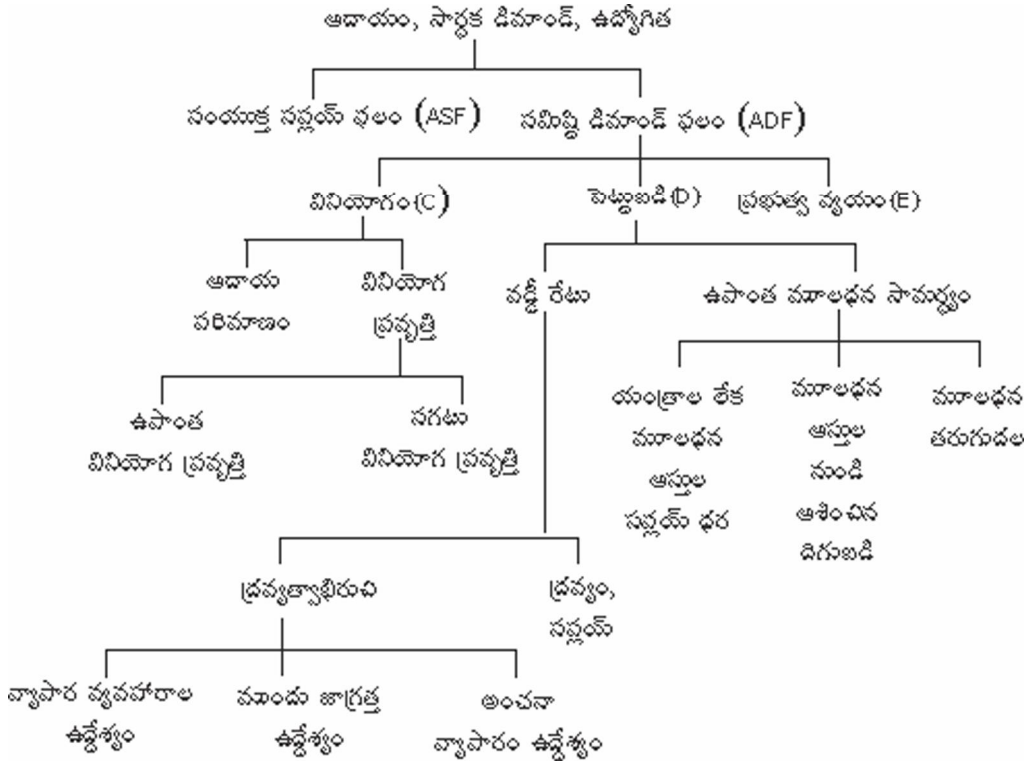 ఆదాయం, సార్థక డిమాండ్, ఉద్యోగిత
సంయుక్త సప్లయ్ ఫలం (ASF)
సమిష్ఠి డిమాండ్ ఫలం (ADF)
వినియోగం(C)
పెట్టుబడి(D)
ప్రభుత్వ వ్యయం(E)
ఆదాయ
పరిమాణం
వినియోగ
ప్రవృత్తి
వడ్డీ రేటు
ఉపాంత మూలధన సామర్థ్యం
ఉపాంత
వినియోగ ప్రవృత్తి
సగటు
వినియోగ ప్రవృత్తి
యంత్రాల లేక
మూలధన
ఆస్తుల
సప్లయ్ ధర
మూలధన
ఆస్తుల
నుండి
ఆశించిన
దిగుబడి
మూలధన
తరుగుదల
ద్రవ్యత్వాభిరుచి
ద్రవ్యం,
సప్లయ్
వ్యాపార వ్యవహారాల
ఉద్దేశ్యం
ముందు జాగ్రత్త
ఉద్దేశ్యం
అంచనా
వ్యాపారం ఉద్దేశ్యం